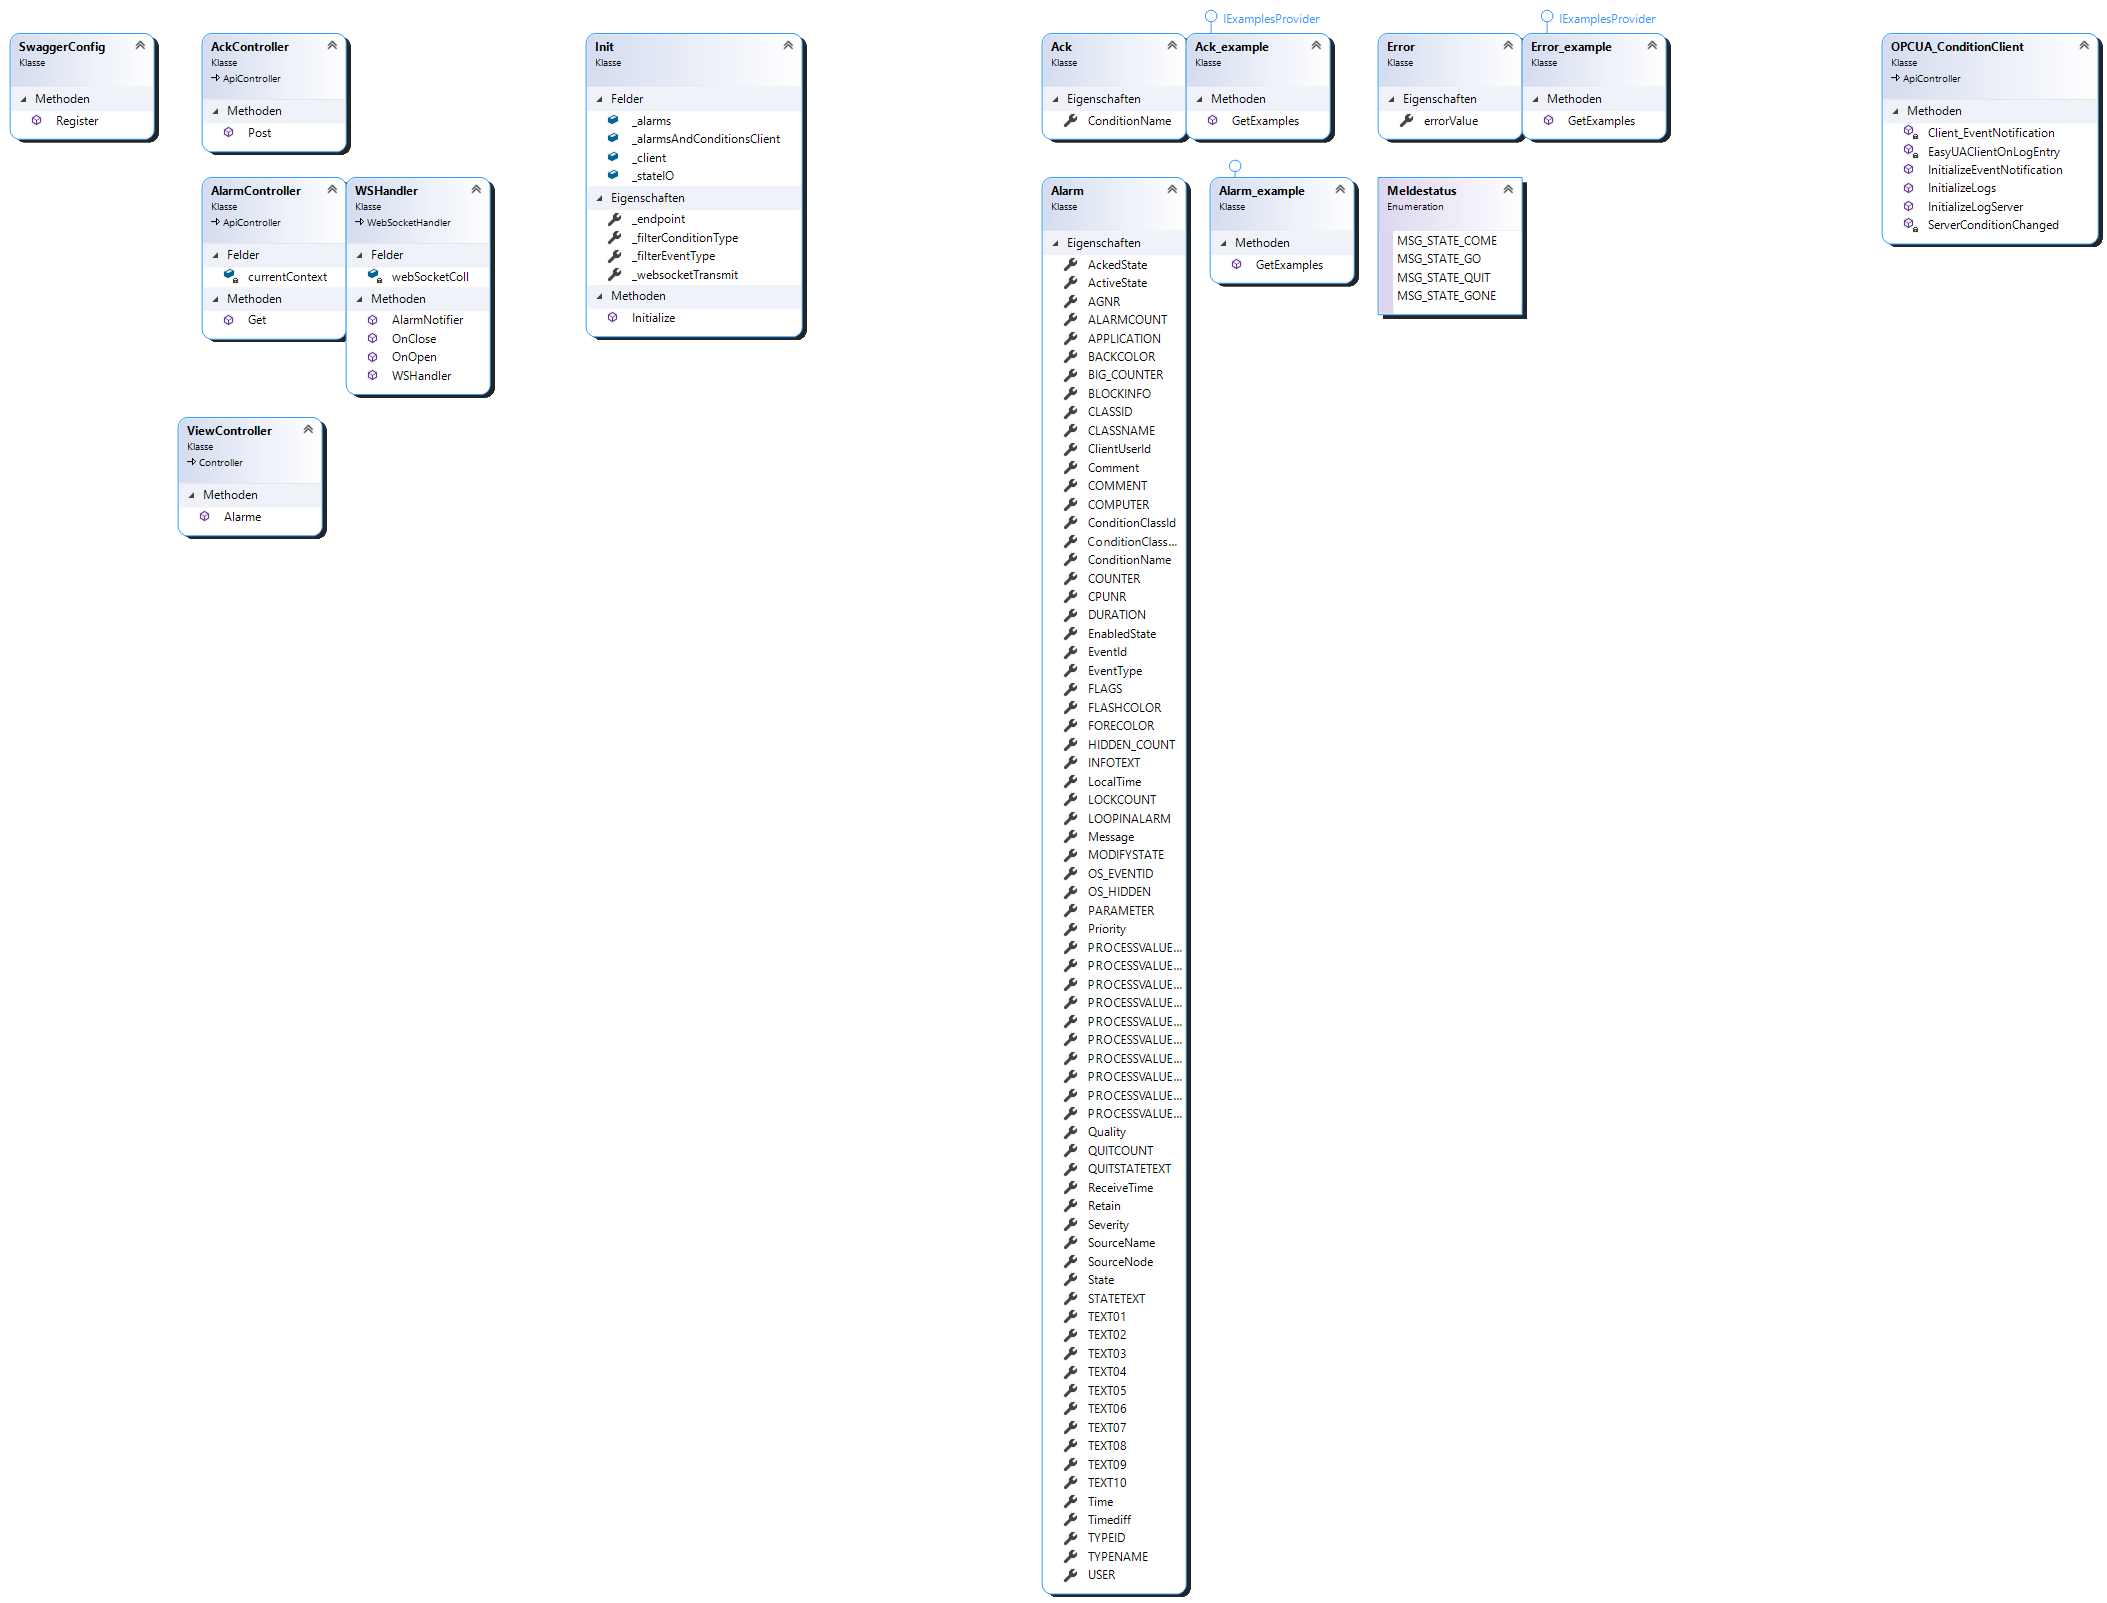 SwaggerConfig
Klasse
Methoden
Register
AckController
Klasse
ApiController
Methoden
Post
AlarmController
Klasse
ApiController
Felder
currentContext
Methoden
Get
WSHandler
Klasse
WebSocketHandler
Felder
webSocketColl
Methoden
AlarmNotifier
OnClose
OnOpen
WSHandler
ViewController
Klasse
Controller
Methoden
Alarme
Init
Klasse
Felder
_alarms
_alarmsAndConditionsClient
_client
_stateIO
Eigenschaften
_endpoint
_filterConditionType
_filterEventType
_websocketTransmit
Methoden
Initialize
Ack
Klasse
Eigenschaften
ConditionName
IExamplesProvider
Ack_example
Klasse
Methoden
GetExamples
Error
Klasse
Eigenschaften
errorValue
IExamplesProvider
Error_example
Klasse
Methoden
GetExamples
Alarm
Klasse
Eigenschaften
AckedState
ActiveState
AGNR
ALARMCOUNT
APPLICATION
BACKCOLOR
BIG_COUNTER
BLOCKINFO
CLASSID
CLASSNAME
ClientUserId
Comment
COMMENT
COMPUTER
ConditionClassId
ConditionClass...
ConditionName
COUNTER
CPUNR
DURATION
EnabledState
EventId
EventType
FLAGS
FLASHCOLOR
FORECOLOR
HIDDEN_COUNT
INFOTEXT
LocalTime
LOCKCOUNT
LOOPINALARM
Message
MODIFYSTATE
OS_EVENTID
OS_HIDDEN
PARAMETER
Priority
PROCESSVALUE...
PROCESSVALUE...
PROCESSVALUE...
PROCESSVALUE...
PROCESSVALUE...
PROCESSVALUE...
PROCESSVALUE...
PROCESSVALUE...
PROCESSVALUE...
PROCESSVALUE...
Quality
QUITCOUNT
QUITSTATETEXT
ReceiveTime
Retain
Severity
SourceName
SourceNode
State
STATETEXT
TEXT01
TEXT02
TEXT03
TEXT04
TEXT05
TEXT06
TEXT07
TEXT08
TEXT09
TEXT10
Time
Timediff
TYPEID
TYPENAME
USER
Alarm_example
Klasse
Methoden
GetExamples
Meldestatus
Enumeration
MSG_STATE_COME
MSG_STATE_GO
MSG_STATE_QUIT
MSG_STATE_GONE
OPCUA_ConditionClient
Klasse
ApiController
Methoden
Client_EventNotification
EasyUAClientOnLogEntry
InitializeEventNotification
InitializeLogs
InitializeLogServer
ServerConditionChanged